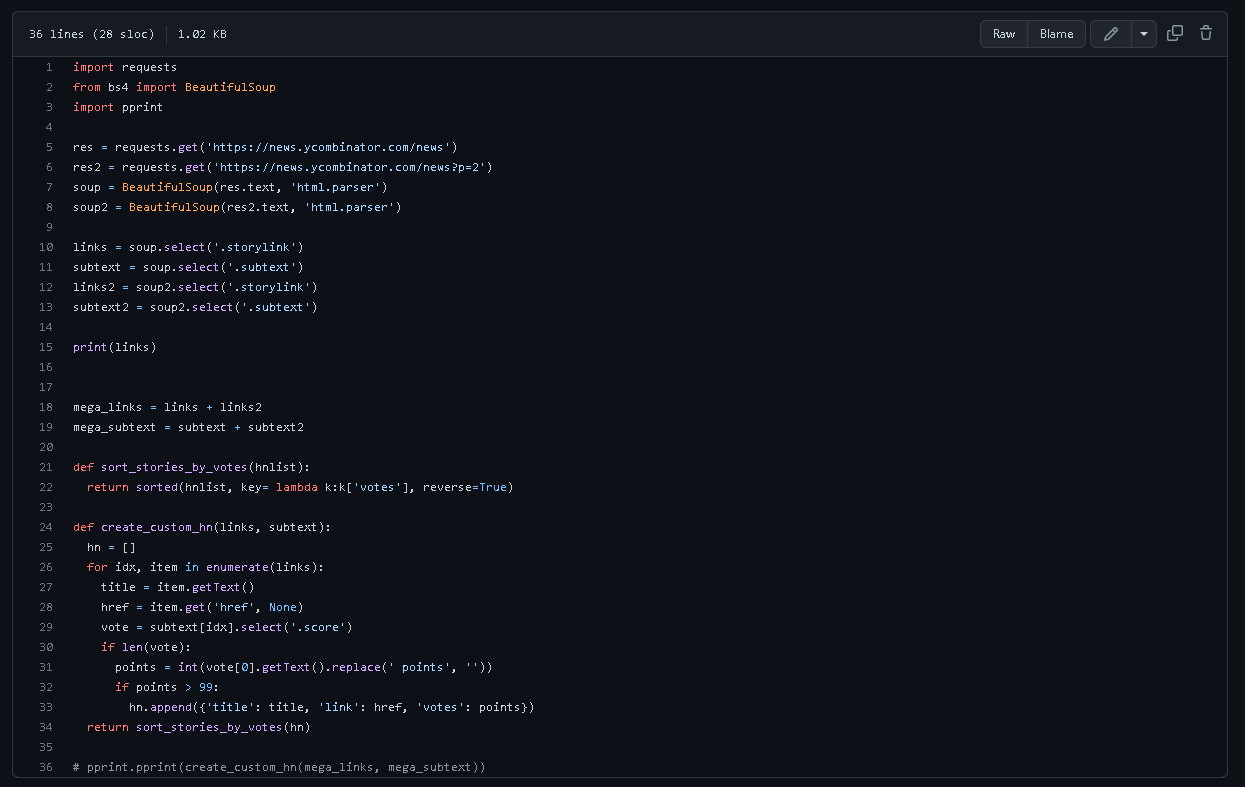 36 lines (28 sloc) 1.02 KB Raw Blame
1 import requests
2 from bs4 import BeautifulSoup
3 import pprint
4
5 res = requests.get('https://news.ycombinator.com/news')
6 res2 = requests.get('https://news.ycombinator.com/news?p=2')
7 soup = BeautifulSoup(res.text, 'html.parser')
8 soup2 = BeautifulSoup(res2.text, 'html.parser')
9
10 links = soup.select('.storylink')
11 subtext = soup.select('.subtext')
12 links2 = soup2.select('.storylink')
13 subtext2 = soup2.select('.subtext')
14
15 print(links)
16
17
18 mega_links = links + links2
19 mega_subtext = subtext + subtext2
20
21 def sort_stories_by_votes(hnlist):
22   return sorted(hnlist, key= lambda k:k['votes'], reverse=True)
23
24 def create_custom_hn(links, subtext):
25   hn = []
26   for idx, item in enumerate(links):
27     title = item.getText()
28     href = item.get('href', None)
29     vote = subtext[idx].select('.score')
30     if len(vote):
31       points = int(vote[0].getText().replace(' points', ''))
32       if points > 99:
33         hn.append({'title': title, 'link': href, 'votes': points})
34   return sort_stories_by_votes(hn)
35
36 # pprint.pprint(create_custom_hn(mega_links, mega_subtext))